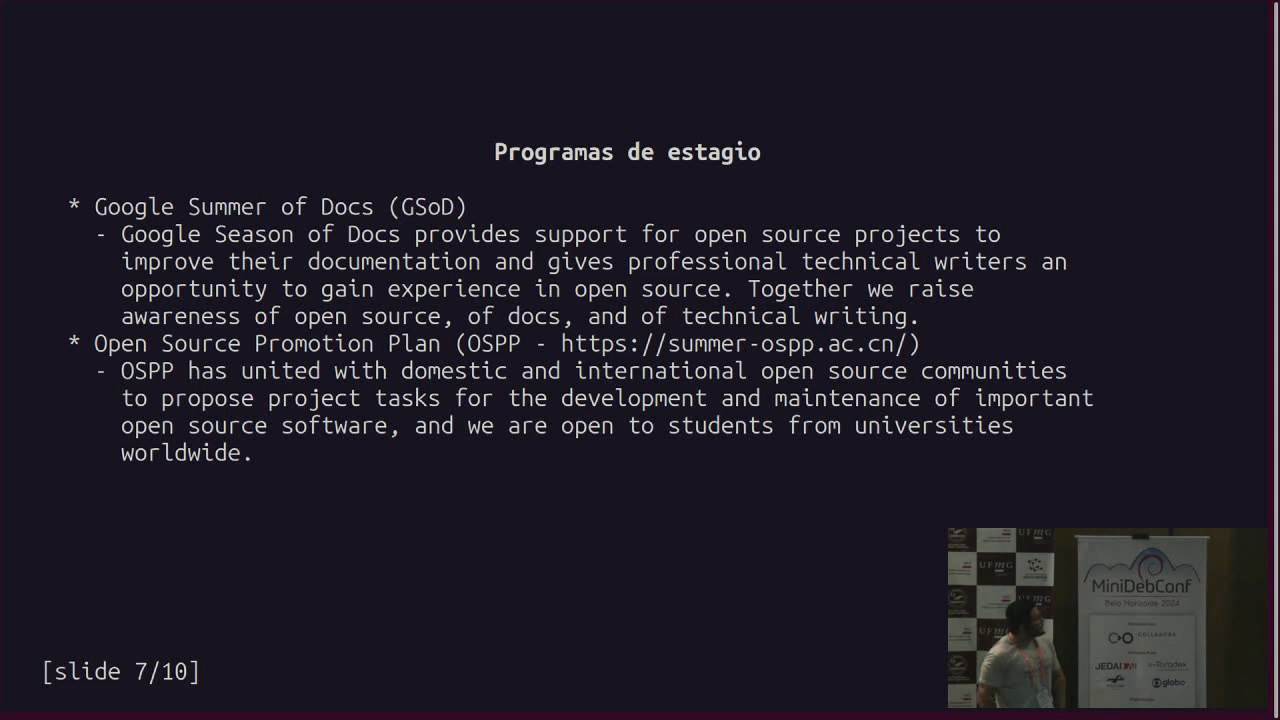 Programas de estagio
* Google Summer of Docs (GSoD)
- Google Season of Docs provides support for open source projects to
improve their documentation and gives professional technical writers an
opportunity to gain experience in open source. Together we raise
awareness of open source, of docs, and of technical writing.
* Open Source Promotion Plan (OSPP - https://summer-ospp.ac.cn/)
- OSPP has united with domestic and international open source communities
to propose project tasks for the development and maintenance of important
open source software, and we are open to students from universities
worldwide.
[slide 7/10]
UFMG
UFMG
UFMG
UFMG
MiniDebConf
Belo Horizonte 2024
COLLABORA
JEDAI
Toradex
globo